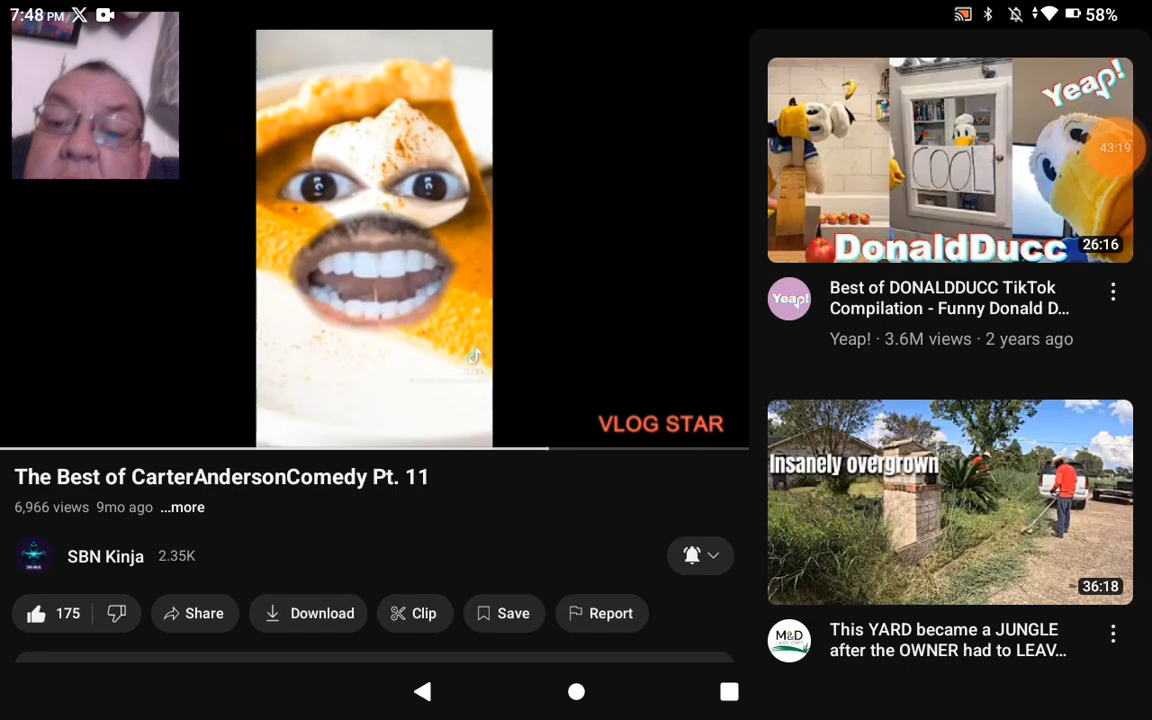 7:48 PM
58%
Yeap!
43:19
COOL
DonaldDucc
26:16
Yeap!
Best of DONALDDUCC TikTok
Compilation - Funny Donald D...
Yeap! · 3.6M views · 2 years ago
VLOG STAR
The Best of CarterAndersonComedy Pt. 11
6,966 views 9mo ago ...more
SBN Kinja 2.35K
175
Share
Download
Clip
Save
Report
Insanely overgrown
36:18
M&D
This YARD became a JUNGLE
after the OWNER had to LEAV...